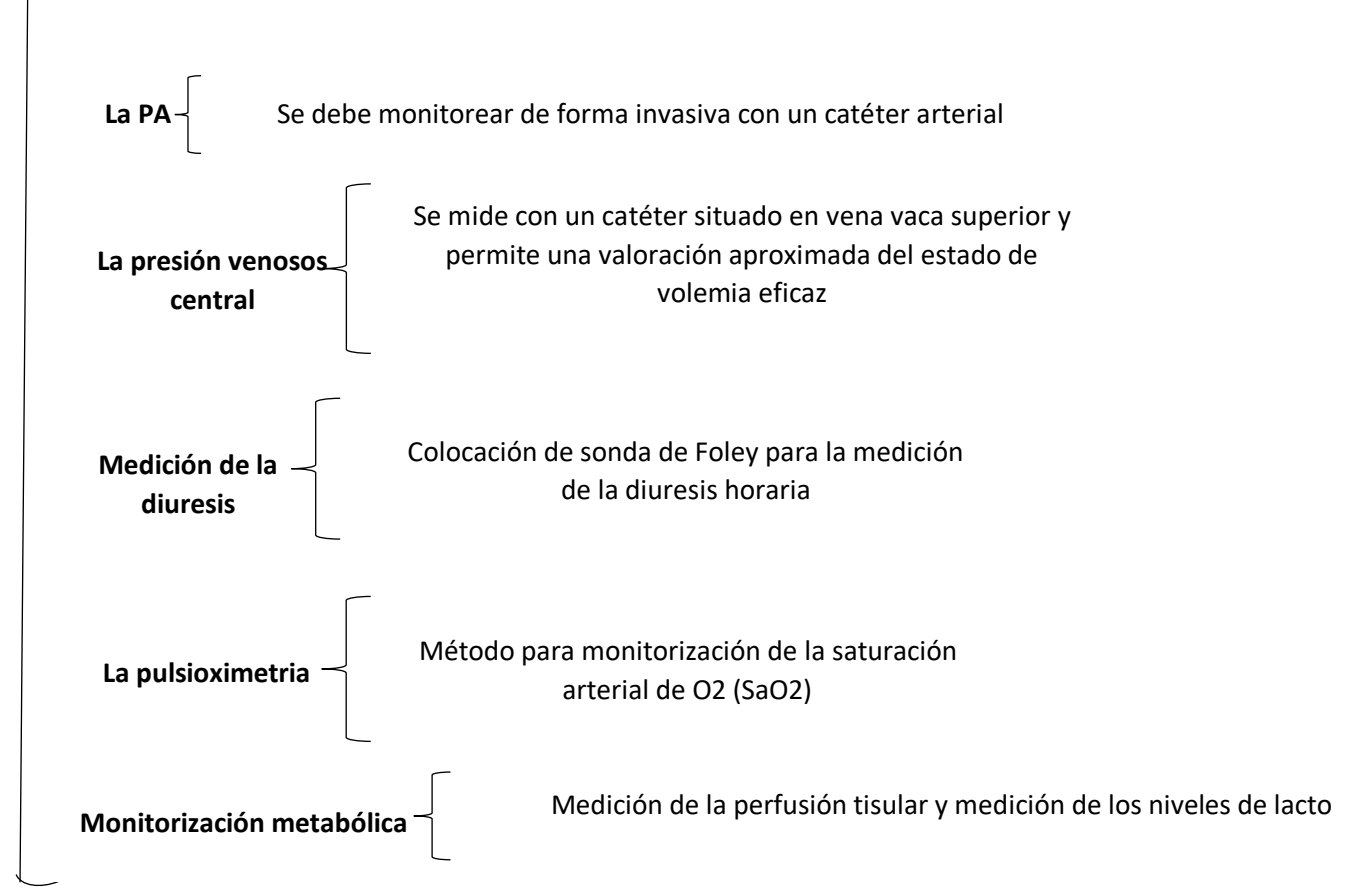 La PA
Se debe monitorear de forma invasiva con un catéter arterial
La presión venosos
central
Se mide con un catéter situado en vena vaca superior y
permite una valoración aproximada del estado de
volemia eficaz
Medición de la
diuresis
Colocación de sonda de Foley para la medición
de la diuresis horaria
La pulsioximetria
Método para monitorización de la saturación
arterial de O2 (SaO2)
Monitorización metabólica
Medición de la perfusión tisular y medición de los niveles de lacto